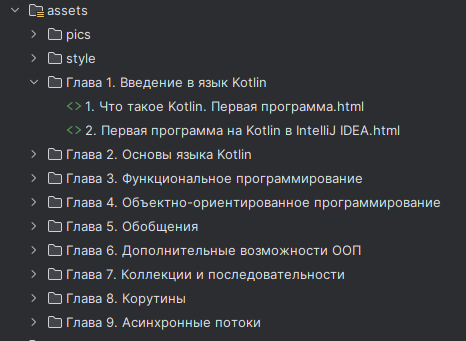 assets
pics
style
Глава 1. Введение в язык Kotlin
<> 1. Что такое Kotlin. Первая программа.html
<> 2. Первая программа на Kotlin в IntelliJ IDEA.html
Глава 2. Основы языка Kotlin
Глава 3. Функциональное программирование
Глава 4. Объектно-ориентированное программирование
Глава 5. Обобщения
Глава 6. Дополнительные возможности ООП
Глава 7. Коллекции и последовательности
Глава 8. Корутины
Глава 9. Асинхронные потоки